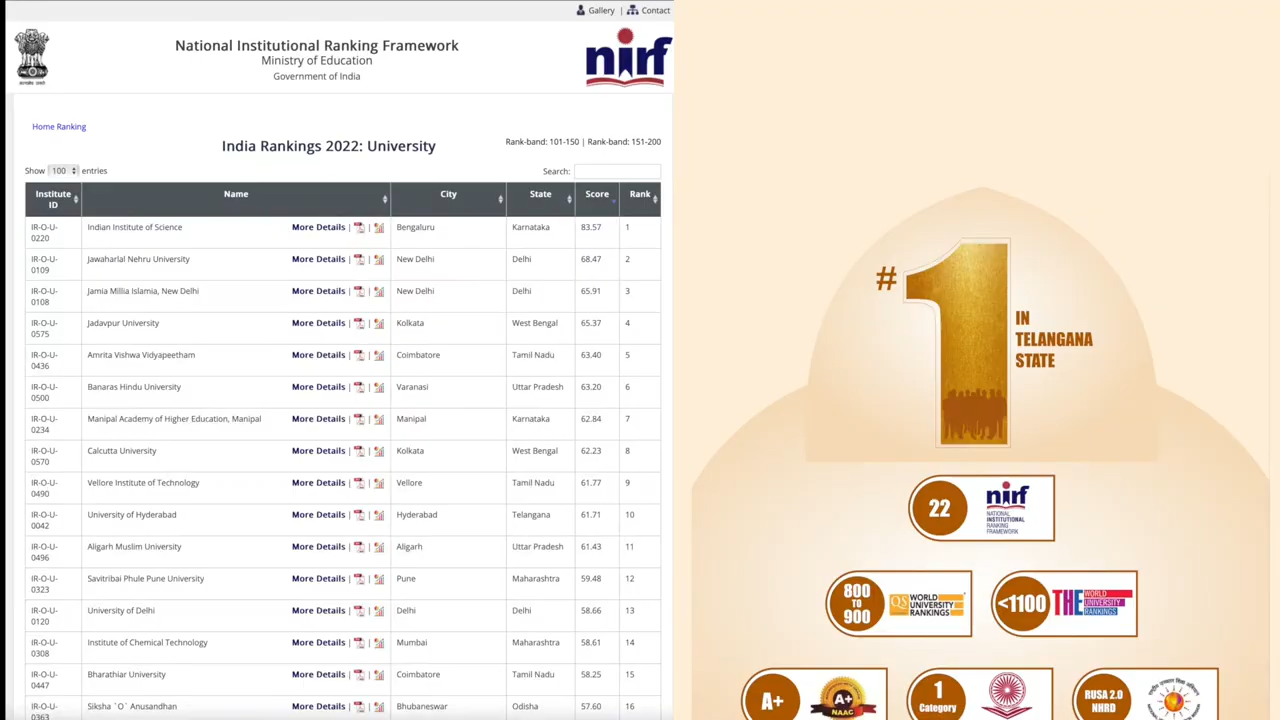 Gallery | Contact
National Institutional Ranking Framework
Ministry of Education
Government of India
nirf
Home Ranking
India Rankings 2022: University
Rank-band: 101-150 | Rank-band: 151-200
Show 100 entries
Search:
Institute ID Name City State Score Rank
IR-O-U-0220 Indian Institute of Science More Details | | Bengaluru Karnataka 83.57 1
IR-O-U-0109 Jawaharlal Nehru University More Details | | New Delhi Delhi 68.47 2
IR-O-U-0108 Jamia Millia Islamia, New Delhi More Details | | New Delhi Delhi 65.91 3
IR-O-U-0575 Jadavpur University More Details | | Kolkata West Bengal 65.37 4
IR-O-U-0436 Amrita Vishwa Vidyapeetham More Details | | Coimbatore Tamil Nadu 63.40 5
IR-O-U-0500 Banaras Hindu University More Details | | Varanasi Uttar Pradesh 63.20 6
IR-O-U-0234 Manipal Academy of Higher Education, Manipal More Details | | Manipal Karnataka 62.84 7
IR-O-U-0570 Calcutta University More Details | | Kolkata West Bengal 62.23 8
IR-O-U-0490 Vellore Institute of Technology More Details | | Vellore Tamil Nadu 61.77 9
IR-O-U-0042 University of Hyderabad More Details | | Hyderabad Telangana 61.71 10
IR-O-U-0496 Aligarh Muslim University More Details | | Aligarh Uttar Pradesh 61.43 11
IR-O-U-0323 Savitribai Phule Pune University More Details | | Pune Maharashtra 59.48 12
IR-O-U-0120 University of Delhi More Details | | Delhi Delhi 58.66 13
IR-O-U-0308 Institute of Chemical Technology More Details | | Mumbai Maharashtra 58.61 14
IR-O-U-0447 Bharathiar University More Details | | Coimbatore Tamil Nadu 58.25 15
IR-O-U-0363 Siksha `O` Anusandhan More Details | | Bhubaneswar Odisha 57.60 16
#1
IN
TELANGANA
STATE
22
nirf
NATIONAL
INSTITUTIONAL
RANKING
FRAMEWORK
800
TO
900
QS WORLD
UNIVERSITY
RANKINGS
<1100
THE WORLD
UNIVERSITY
RANKINGS
A+
A+
NAAC
1
Category
RUSA 2.0
NHRD